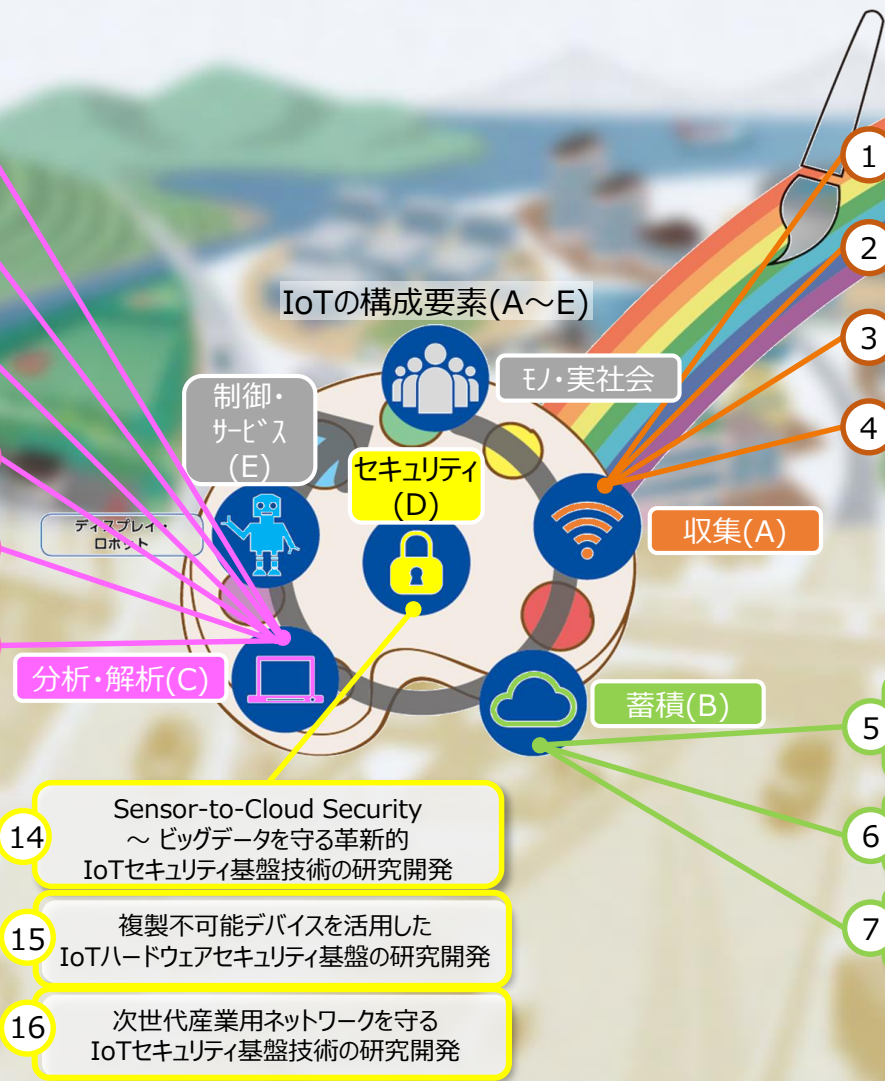 1
2
IoTの構成要素(A～E)
3
ﾓﾉ・実社会
制御・
ｻｰﾋﾞｽ
(E)
4
セキュリティ
(D)
ディスプレイ・
ロボット
収集(A)
分析・解析(C)
蓄積(B)
5
6
7
14
Sensor-to-Cloud Security
～ ビッグデータを守る革新的
IoTセキュリティ基盤技術の研究開発
15
複製不可能デバイスを活用した
IoTハードウェアセキュリティ基盤の研究開発
16
次世代産業用ネットワークを守る
IoTセキュリティ基盤技術の研究開発